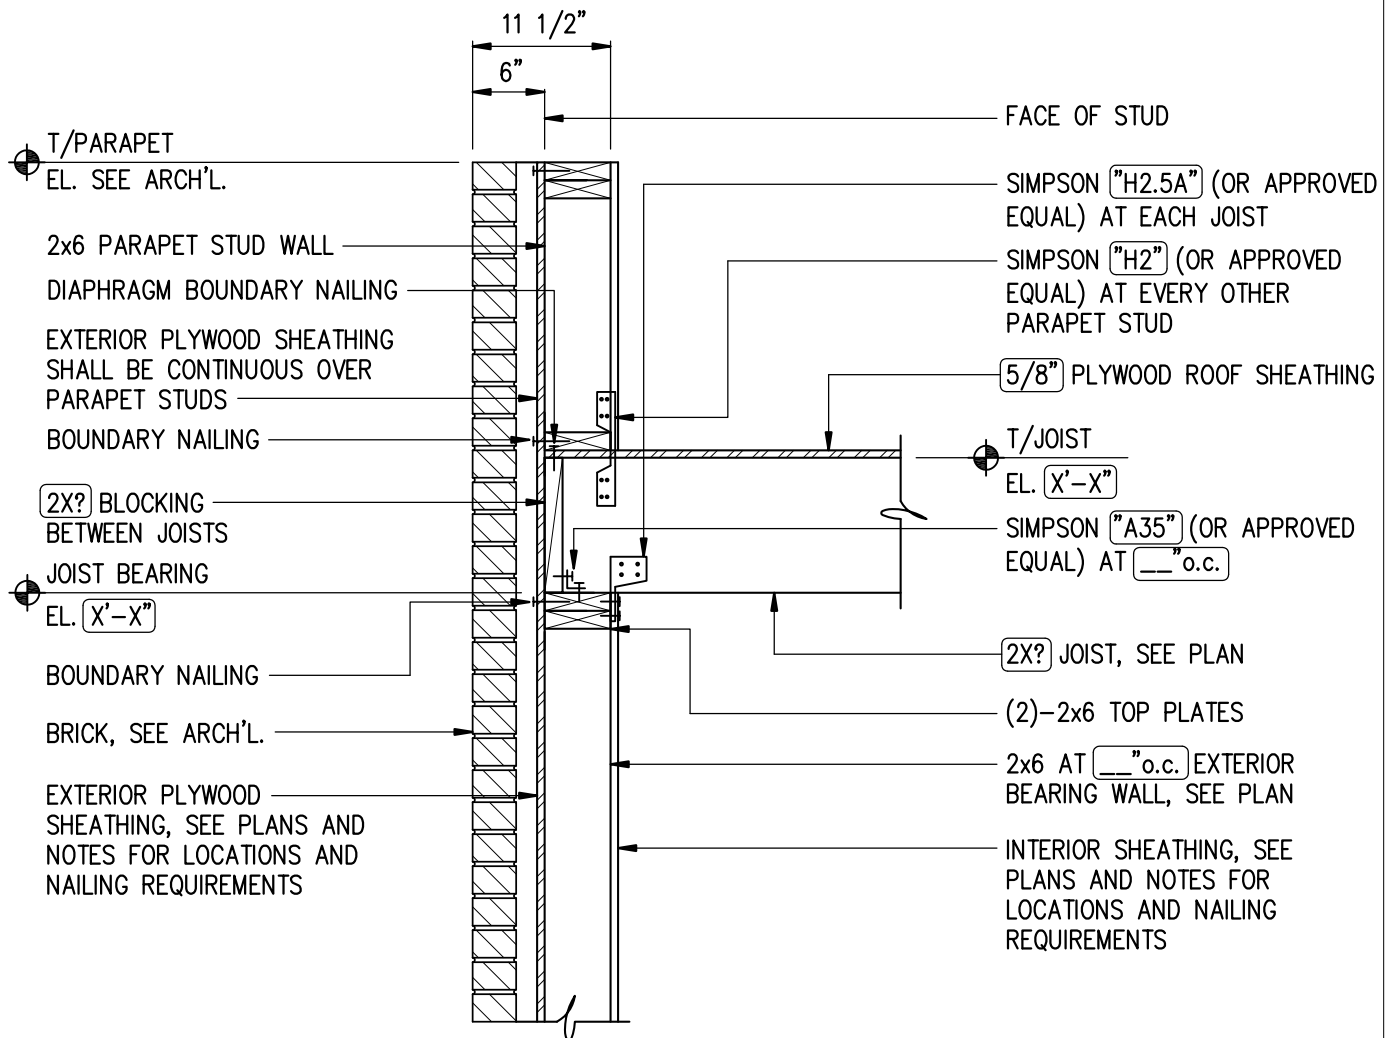 11 1/2”
6”
T/PARAPET
EL. SEE ARCH'L.
2x6 PARAPET STUD WALL
DIAPHRAGM BOUNDARY NAILING
EXTERIOR PLYWOOD SHEATHING
SHALL BE CONTINUOUS OVER
PARAPET STUDS
BOUNDARY NAILING
2X? BLOCKING
BETWEEN JOISTS
JOIST BEARING
EL. X'-X”
BOUNDARY NAILING
BRICK, SEE ARCH'L.
EXTERIOR PLYWOOD
SHEATHING, SEE PLANS AND
NOTES FOR LOCATIONS AND
NAILING REQUIREMENTS
FACE OF STUD
SIMPSON "H2.5A" (OR APPROVED
EQUAL) AT EACH JOIST
SIMPSON "H2" (OR APPROVED
EQUAL) AT EVERY OTHER
PARAPET STUD
5/8” PLYWOOD ROOF SHEATHING
T/JOIST
EL. X'-X”
SIMPSON "A35" (OR APPROVED
EQUAL) AT __”o.c.
2X? JOIST, SEE PLAN
(2)-2x6 TOP PLATES
2x6 AT __”o.c. EXTERIOR
BEARING WALL, SEE PLAN
INTERIOR SHEATHING, SEE
PLANS AND NOTES FOR
LOCATIONS AND NAILING
REQUIREMENTS